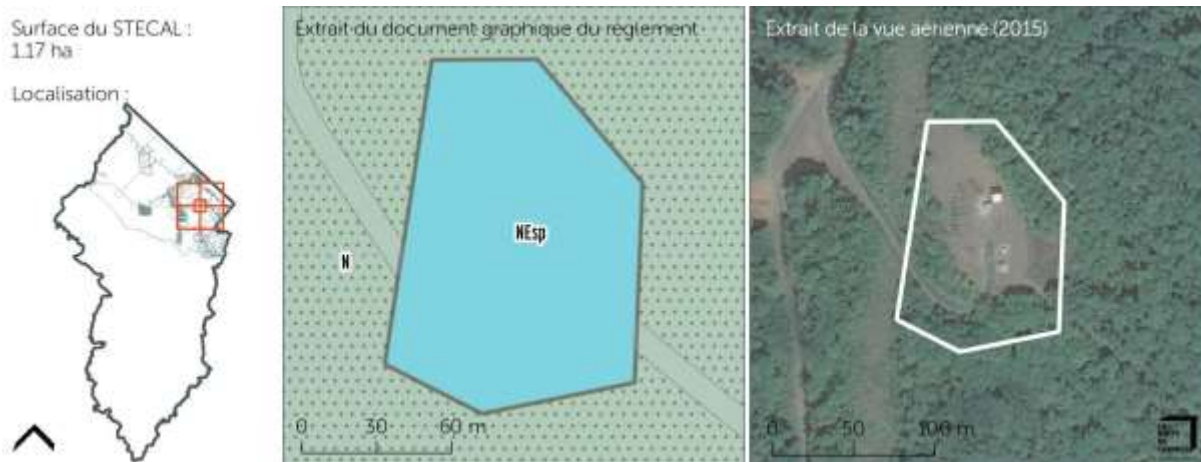 Surface du STECAL :
1.17 ha
Localisation :
Extrait du document graphique du règlement
NEsp
N
0 30 60 m
Extrait de la vue aérienne (2015)
0 50 100 m